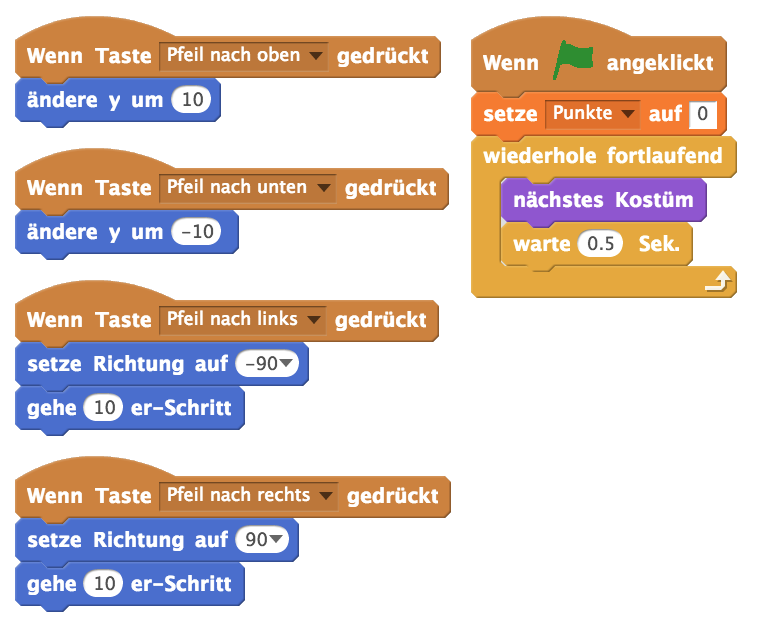 Wenn Taste Pfeil nach oben gedrückt
ändere y um 10
Wenn Taste Pfeil nach unten gedrückt
ändere y um -10
Wenn Taste Pfeil nach links gedrückt
setze Richtung auf -90
gehe 10 er-Schritt
Wenn Taste Pfeil nach rechts gedrückt
setze Richtung auf 90
gehe 10 er-Schritt
Wenn angeklickt
setze Punkte auf 0
wiederhole fortlaufend
nächstes Kostüm
warte 0.5 Sek.